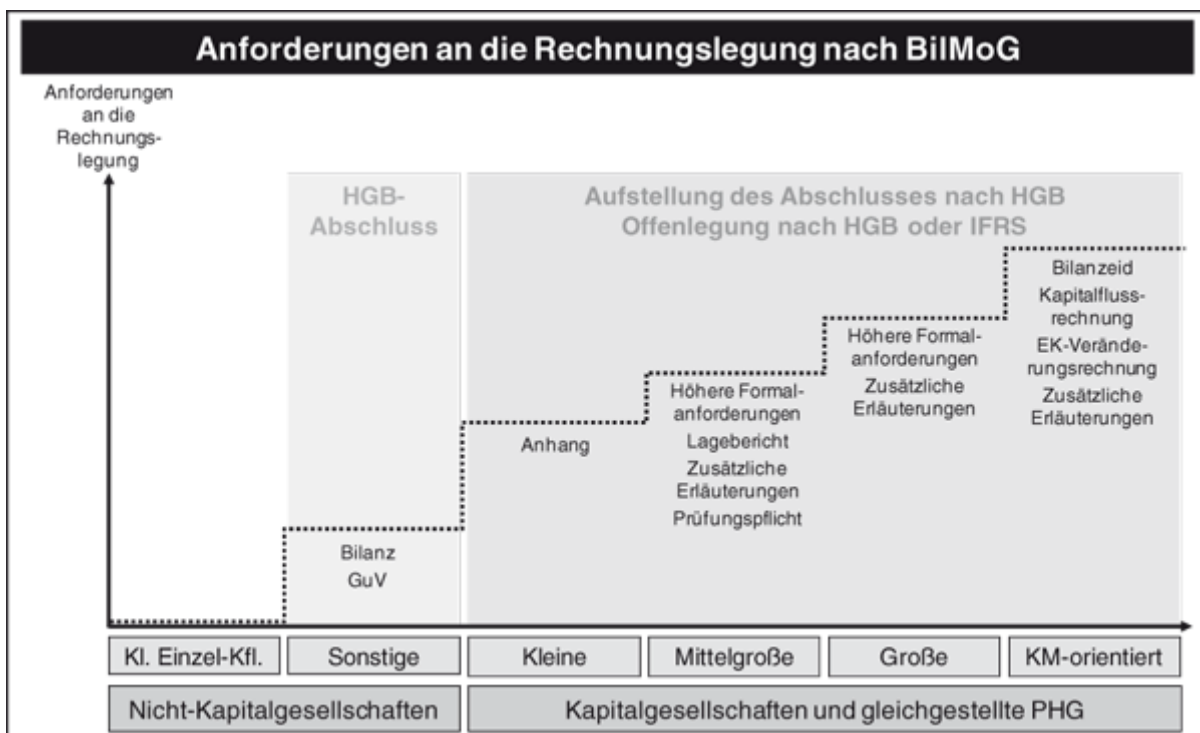 Anforderungen an die Rechnungslegung nach BilMoG
Anforderungen
an die
Rechnungs-
legung
HGB-
Abschluss
Aufstellung des Abschlusses nach HGB
Offenlegung nach HGB oder IFRS
Bilanz
GuV
Anhang
Höhere Formal-
anforderungen
Lagebericht
Zusätzliche
Erläuterungen
Prüfungspflicht
Höhere Formal-
anforderungen
Zusätzliche
Erläuterungen
Bilanzeid
Kapitalfluss-
rechnung
EK-Verände-
rungsrechnung
Zusätzliche
Erläuterungen
Kl. Einzel-Kfl.
Sonstige
Kleine
Mittelgroße
Große
KM-orientiert
Nicht-Kapitalgesellschaften
Kapitalgesellschaften und gleichgestellte PHG